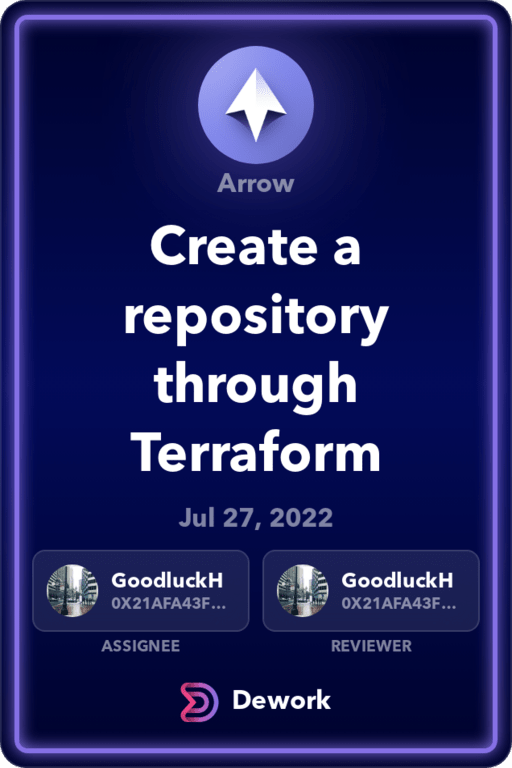 Arrow
Create a
repository
through
Terraform
Jul 27, 2022
GoodluckH
0X21AFA43F...
ASSIGNEE
GoodluckH
0X21AFA43F...
REVIEWER
Dework